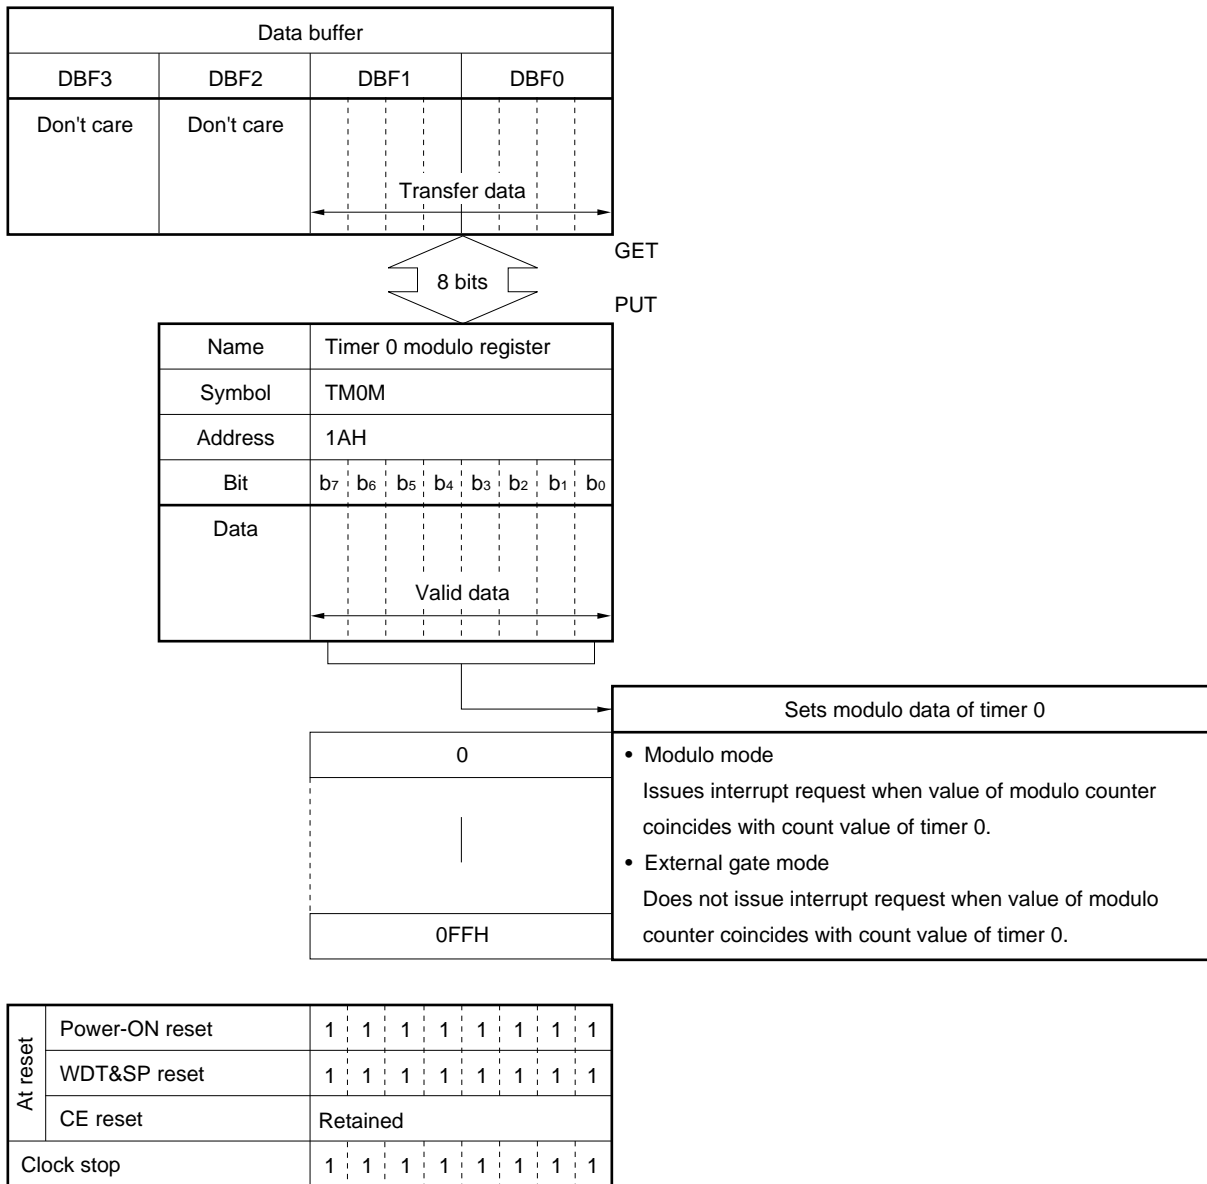 Data buffer
DBF3 DBF2 DBF1 DBF0
Don't care Don't care
Transfer data
GET
8 bits
PUT
Name Timer 0 modulo register
Symbol TM0M
Address 1AH
Bit b7 b6 b5 b4 b3 b2 b1 b0
Data
Valid data
Sets modulo data of timer 0
0
• Modulo mode
Issues interrupt request when value of modulo counter
coincides with count value of timer 0.
• External gate mode
Does not issue interrupt request when value of modulo
counter coincides with count value of timer 0.
0FFH
At reset
Power-ON reset 1 1 1 1 1 1 1 1
WDT&SP reset 1 1 1 1 1 1 1 1
CE reset Retained
Clock stop 1 1 1 1 1 1 1 1